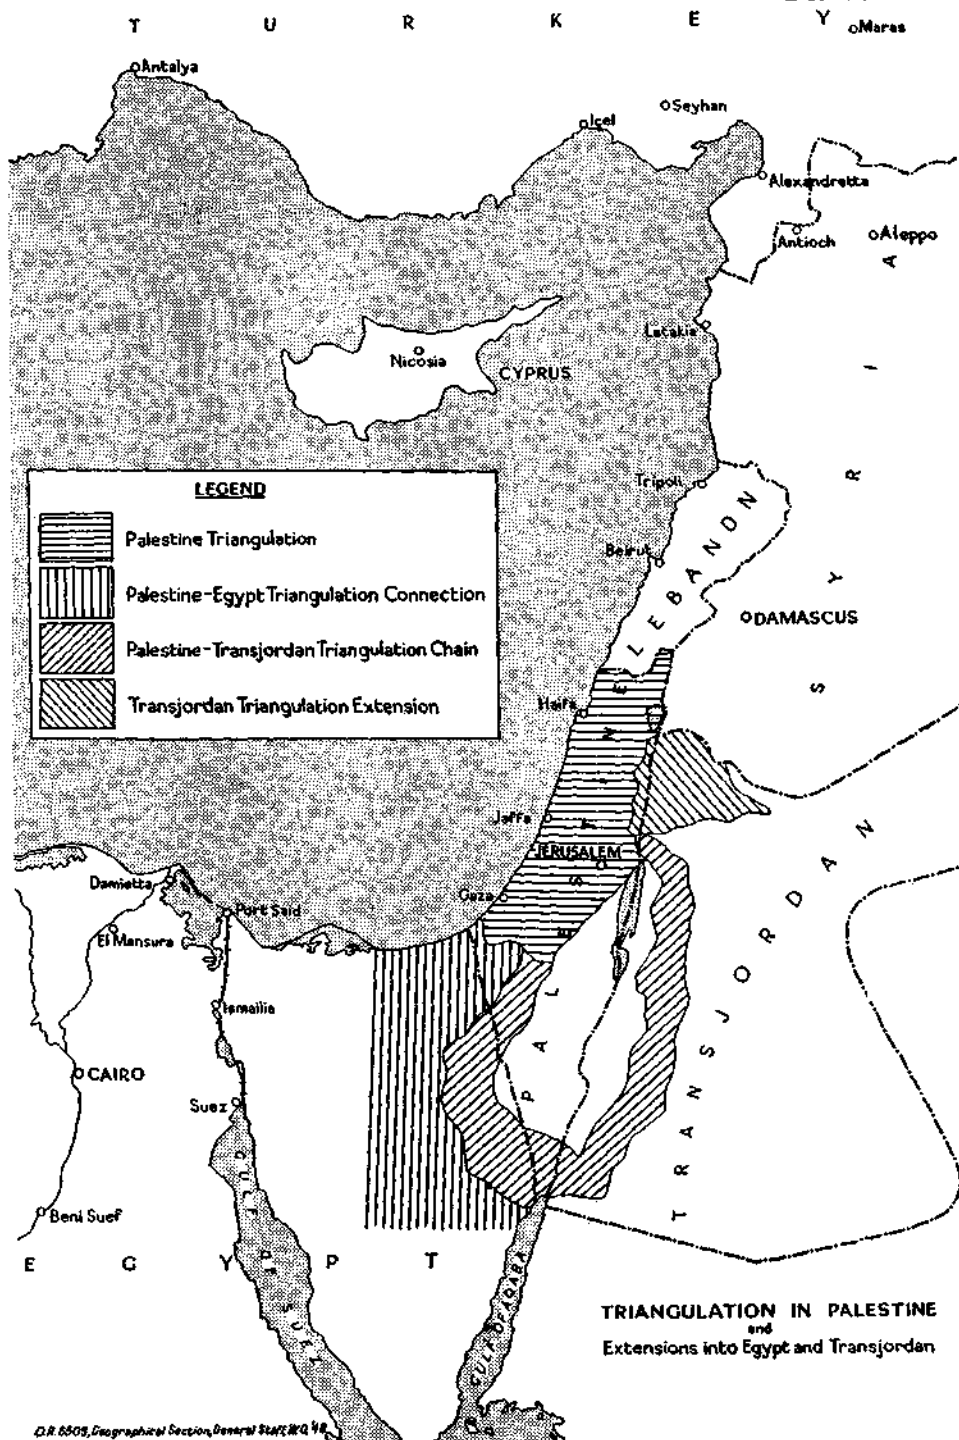 T U R K E Y
Maras
Antalya
Seyhan
Icel
Alexandretta
Antioch
Aleppo
Latakia
Nicosia
CYPRUS
S Y R I A
LEGEND
Palestine Triangulation
Palestine-Egypt Triangulation Connection
Palestine-Transjordan Triangulation Chain
Transjordan Triangulation Extension
Tripoli
Beirut
LEBANON
DAMASCUS
Haifa
Jaffa
JERUSALEM
Gaza
PALESTINE
TRANSJORDAN
Damietta
Port Said
El Mansura
Ismailia
CAIRO
Suez
Beni Suef
E G Y P T
GULF OF SUEZ
GULF OF AQABA
TRIANGULATION IN PALESTINE
and
Extensions into Egypt and Transjordan
D.R. 6509, Geographical Section, General Staff, W.O. '48